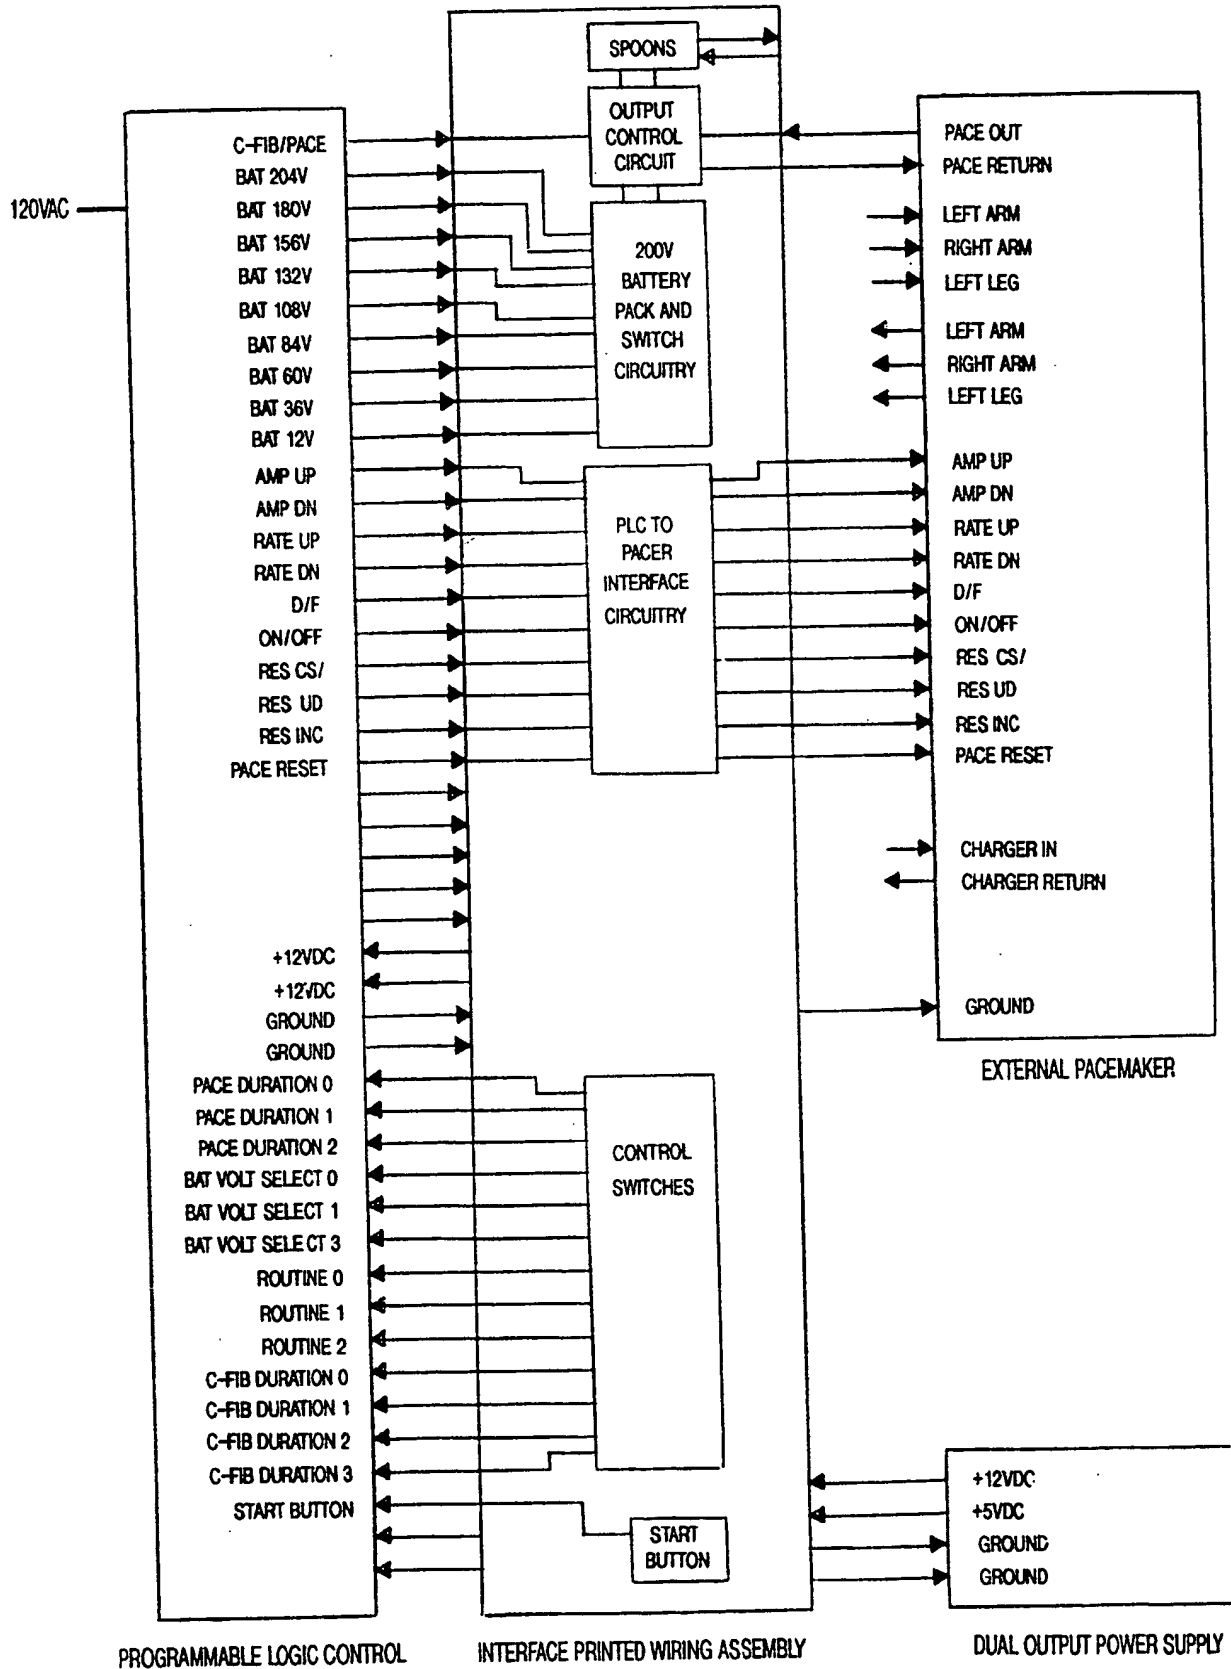 120VAC
C-FIB/PACE
BAT 204V
BAT 180V
BAT 156V
BAT 132V
BAT 108V
BAT 84V
BAT 60V
BAT 36V
BAT 12V
AMP UP
AMP DN
RATE UP
RATE DN
D/F
ON/OFF
RES CS/
RES UD
RES INC
PACE RESET
+12VDC
+12VDC
GROUND
GROUND
PACE DURATION 0
PACE DURATION 1
PACE DURATION 2
BAT VOLT SELECT 0
BAT VOLT SELECT 1
BAT VOLT SELECT 3
ROUTINE 0
ROUTINE 1
ROUTINE 2
C-FIB DURATION 0
C-FIB DURATION 1
C-FIB DURATION 2
C-FIB DURATION 3
START BUTTON
PROGRAMMABLE LOGIC CONTROL
SPOONS
OUTPUT
CONTROL
CIRCUIT
200V
BATTERY
PACK AND
SWITCH
CIRCUITRY
PLC TO
PACER
INTERFACE
CIRCUITRY
CONTROL
SWITCHES
START
BUTTON
INTERFACE PRINTED WIRING ASSEMBLY
PACE OUT
PACE RETURN
LEFT ARM
RIGHT ARM
LEFT LEG
LEFT ARM
RIGHT ARM
LEFT LEG
AMP UP
AMP DN
RATE UP
RATE DN
D/F
ON/OFF
RES CS/
RES UD
RES INC
PACE RESET
CHARGER IN
CHARGER RETURN
GROUND
EXTERNAL PACEMAKER
+12VDC
+5VDC
GROUND
GROUND
DUAL OUTPUT POWER SUPPLY